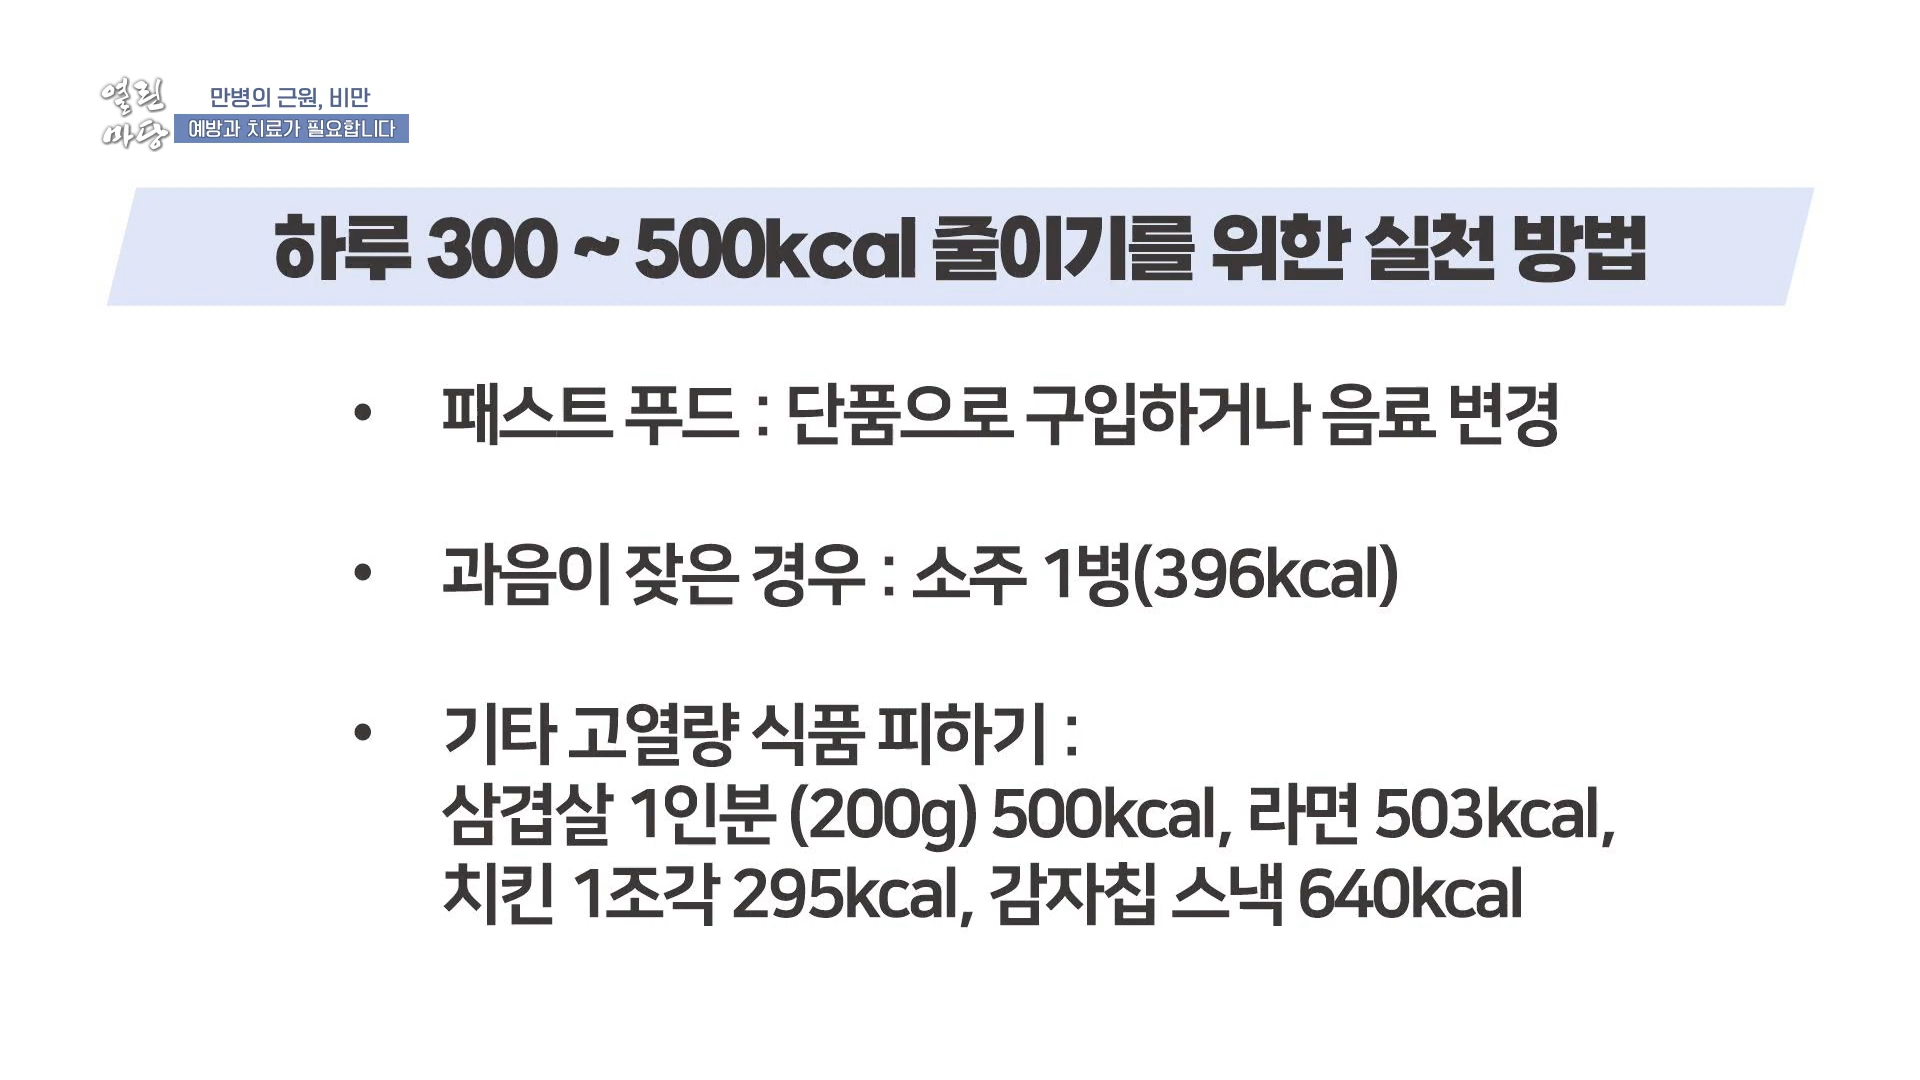 열린
마당
만병의 근원, 비만
예방과 치료가 필요합니다
하루 300 ~ 500kcal 줄이기를 위한 실천 방법
• 패스트 푸드 : 단품으로 구입하거나 음료 변경
• 과음이 잦은 경우 : 소주 1병(396kcal)
• 기타 고열량 식품 피하기 :
삼겹살 1인분 (200g) 500kcal, 라면 503kcal,
치킨 1조각 295kcal, 감자칩 스낵 640kcal